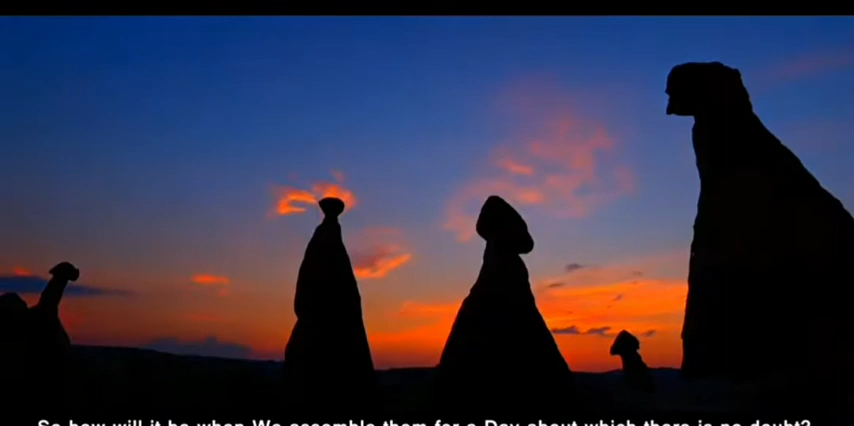 So how will it be when We assemble them for a Day about which there is no doubt?